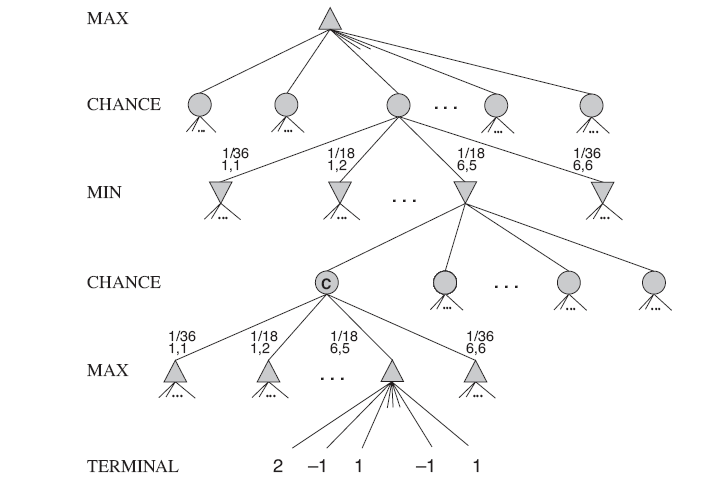 MAX
CHANCE
...
... ... ... ... ...
1/36 1/18 1/18 1/36
1,1 1,2 6,5 6,6
MIN
...
... ... ...
CHANCE
C
...
... ... ...
1/36 1/18 1/18 1/36
1,1 1,2 6,5 6,6
MAX
...
... ... ...
TERMINAL 2 –1 1 –1 1